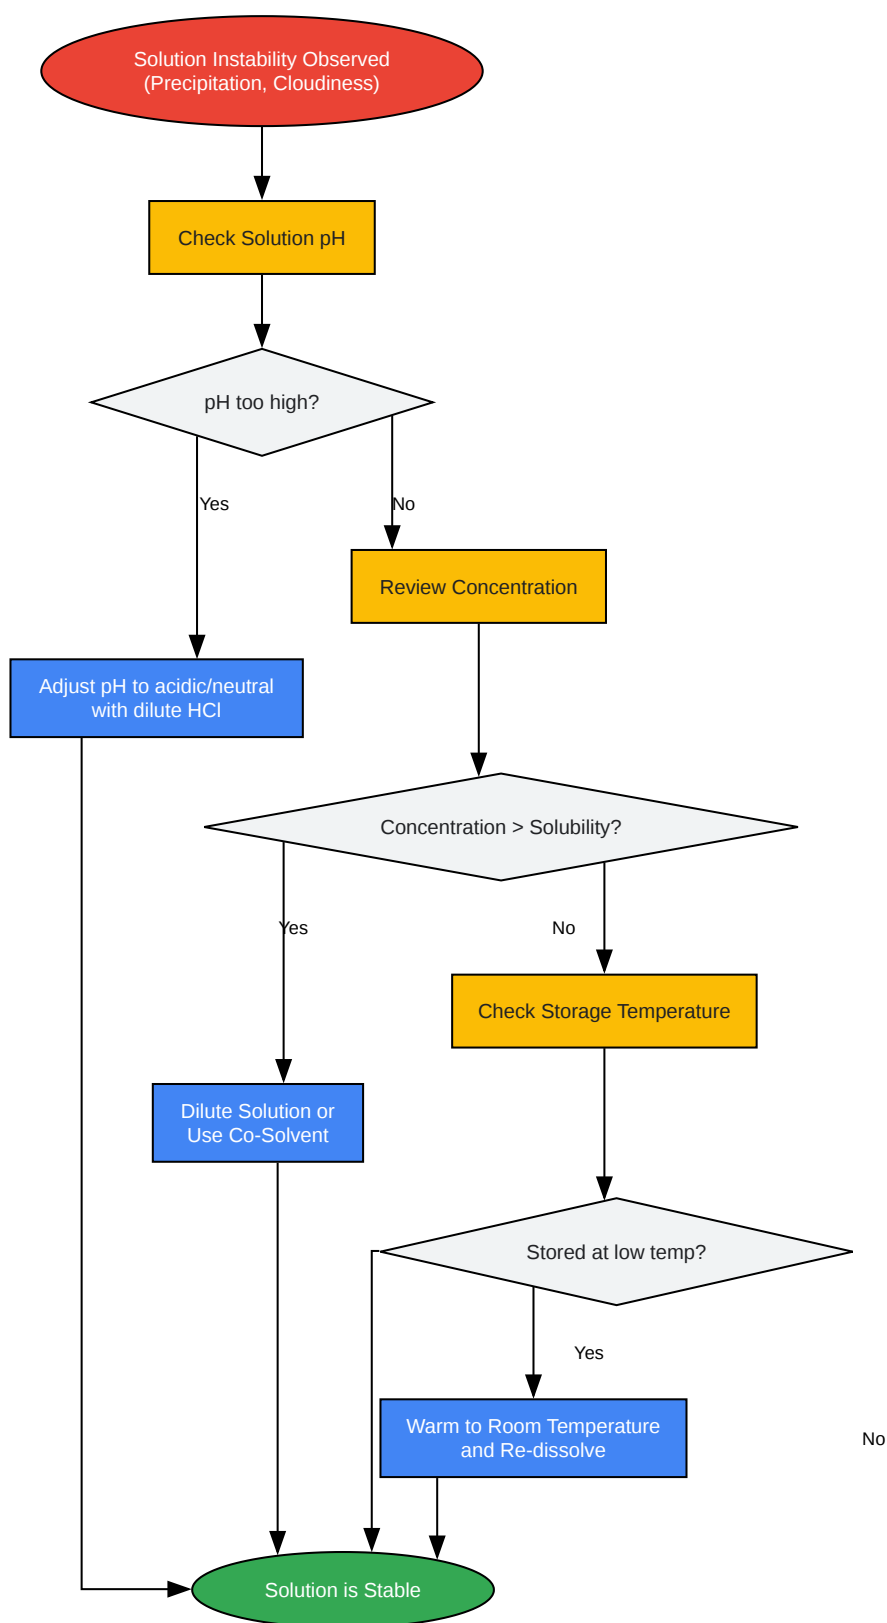 Solution Instability Observed
(Precipitation, Cloudiness)
Check Solution pH
pH too high?
Yes
No
Review Concentration
Adjust pH to acidic/neutral
with dilute HCl
Concentration > Solubility?
Yes
No
Check Storage Temperature
Dilute Solution or
Use Co-Solvent
Stored at low temp?
Yes
Warm to Room Temperature
and Re-dissolve
No
Solution is Stable